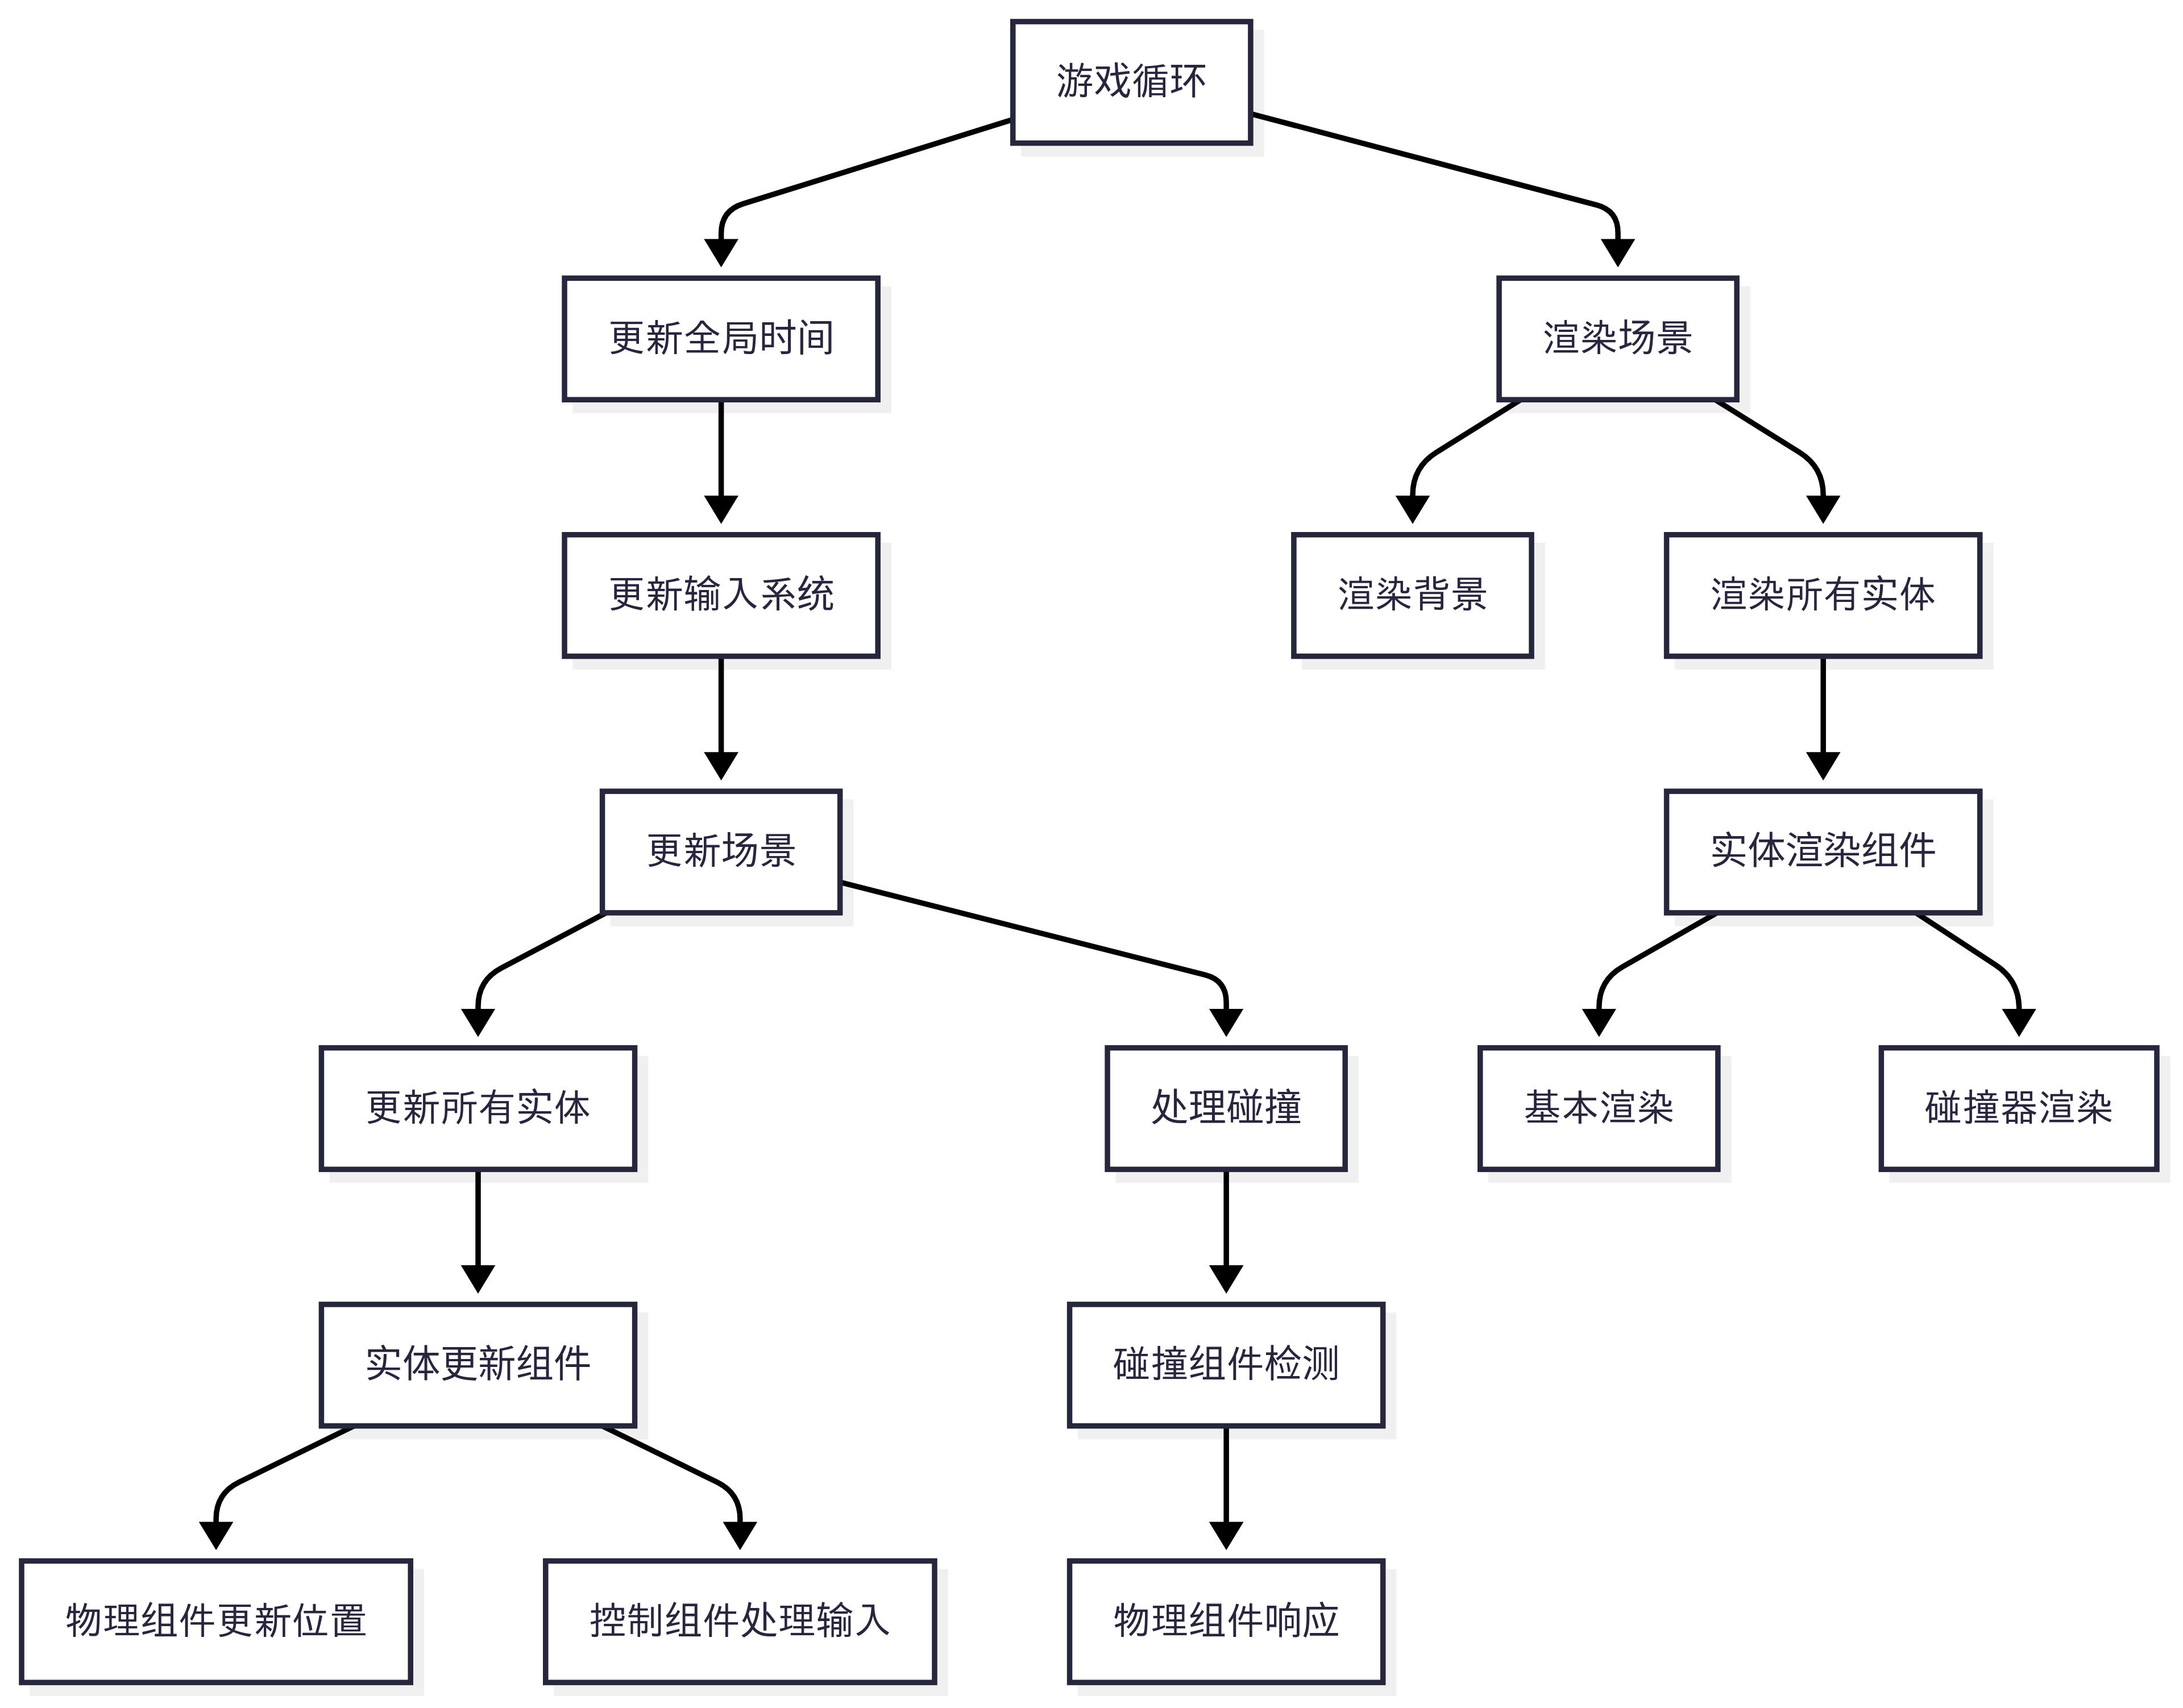 游戏循环
更新全局时间
渲染场景
更新输入系统
渲染背景
渲染所有实体
更新场景
实体渲染组件
更新所有实体
处理碰撞
基本渲染
碰撞器渲染
实体更新组件
碰撞组件检测
物理组件更新位置
控制组件处理输入
物理组件响应